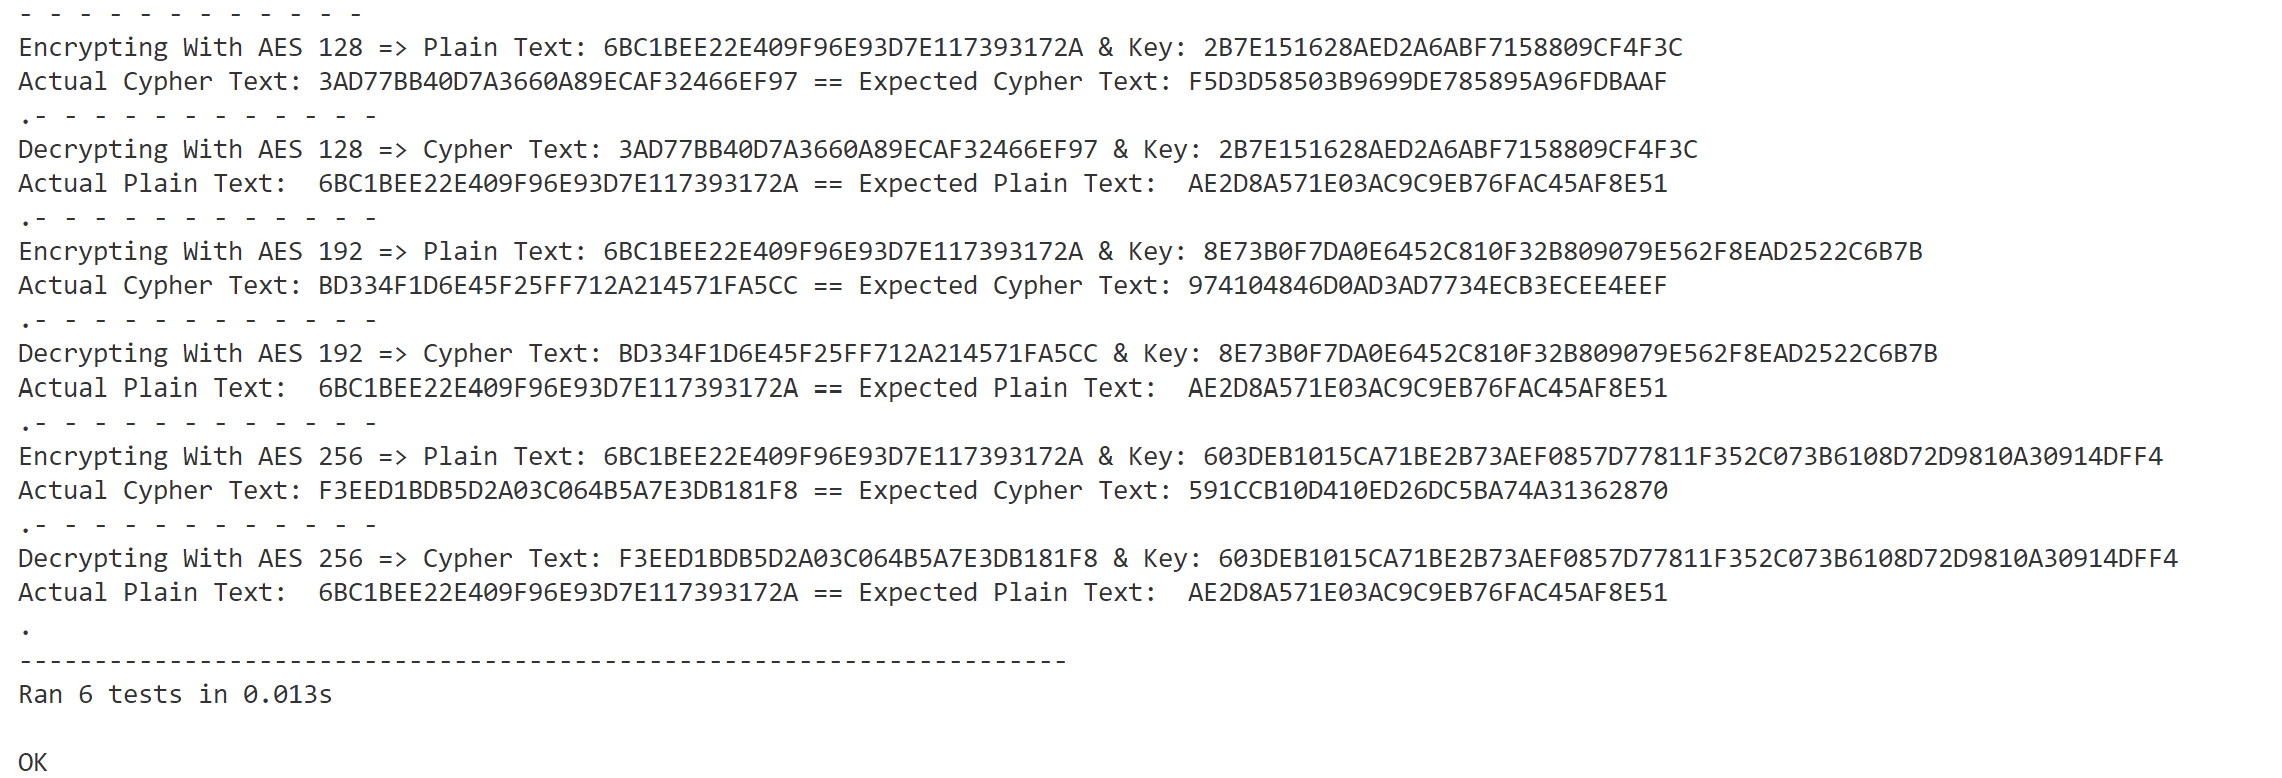 - - - - - - - - - - - -
Encrypting With AES 128 => Plain Text: 6BC1BEE22E409F96E93D7E117393172A & Key: 2B7E151628AED2A6ABF7158809CF4F3C
Actual Cypher Text: 3AD77BB40D7A3660A89ECAF32466EF97 == Expected Cypher Text: F5D3D58503B9699DE785895A96FDBAAF
.- - - - - - - - - - - -
Decrypting With AES 128 => Cypher Text: 3AD77BB40D7A3660A89ECAF32466EF97 & Key: 2B7E151628AED2A6ABF7158809CF4F3C
Actual Plain Text:  6BC1BEE22E409F96E93D7E117393172A == Expected Plain Text:  AE2D8A571E03AC9C9EB76FAC45AF8E51
.- - - - - - - - - - - -
Encrypting With AES 192 => Plain Text: 6BC1BEE22E409F96E93D7E117393172A & Key: 8E73B0F7DA0E6452C810F32B809079E562F8EAD2522C6B7B
Actual Cypher Text: BD334F1D6E45F25FF712A214571FA5CC == Expected Cypher Text: 974104846D0AD3AD7734ECB3ECEE4EEF
.- - - - - - - - - - - -
Decrypting With AES 192 => Cypher Text: BD334F1D6E45F25FF712A214571FA5CC & Key: 8E73B0F7DA0E6452C810F32B809079E562F8EAD2522C6B7B
Actual Plain Text:  6BC1BEE22E409F96E93D7E117393172A == Expected Plain Text:  AE2D8A571E03AC9C9EB76FAC45AF8E51
.- - - - - - - - - - - -
Encrypting With AES 256 => Plain Text: 6BC1BEE22E409F96E93D7E117393172A & Key: 603DEB1015CA71BE2B73AEF0857D77811F352C073B6108D72D9810A30914DFF4
Actual Cypher Text: F3EED1BDB5D2A03C064B5A7E3DB181F8 == Expected Cypher Text: 591CCB10D410ED26DC5BA74A31362870
.- - - - - - - - - - - -
Decrypting With AES 256 => Cypher Text: F3EED1BDB5D2A03C064B5A7E3DB181F8 & Key: 603DEB1015CA71BE2B73AEF0857D77811F352C073B6108D72D9810A30914DFF4
Actual Plain Text:  6BC1BEE22E409F96E93D7E117393172A == Expected Plain Text:  AE2D8A571E03AC9C9EB76FAC45AF8E51
.
----------------------------------------------------------------------
Ran 6 tests in 0.013s
OK